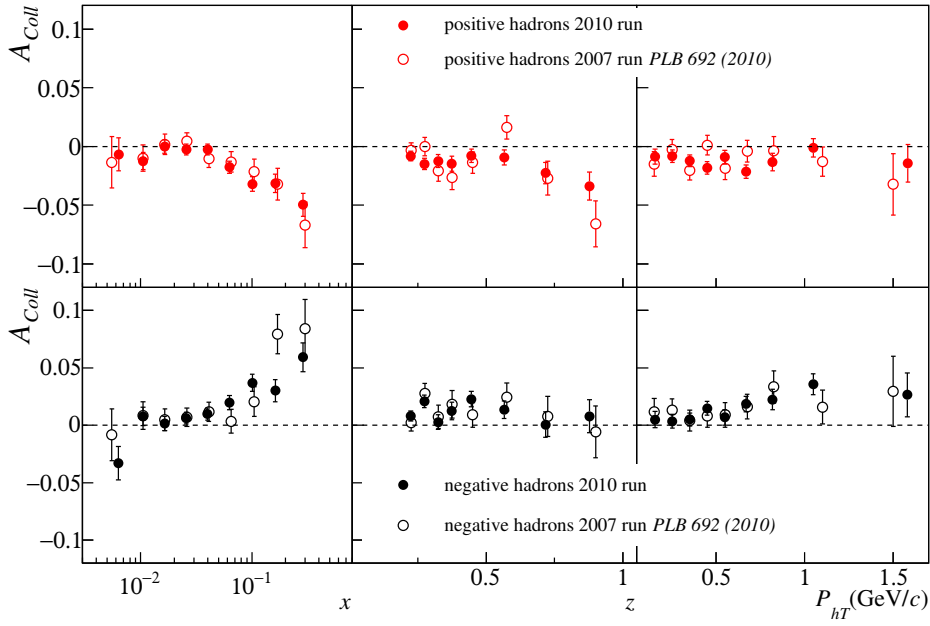 A_Coll
0.1
0.05
0
−0.05
−0.1
positive hadrons 2010 run
positive hadrons 2007 run PLB 692 (2010)
A_Coll
0.1
0.05
0
−0.05
−0.1
negative hadrons 2010 run
negative hadrons 2007 run PLB 692 (2010)
10⁻² 10⁻¹ 0.5 1 0.5 1 1.5
x z P_hT (GeV/c)